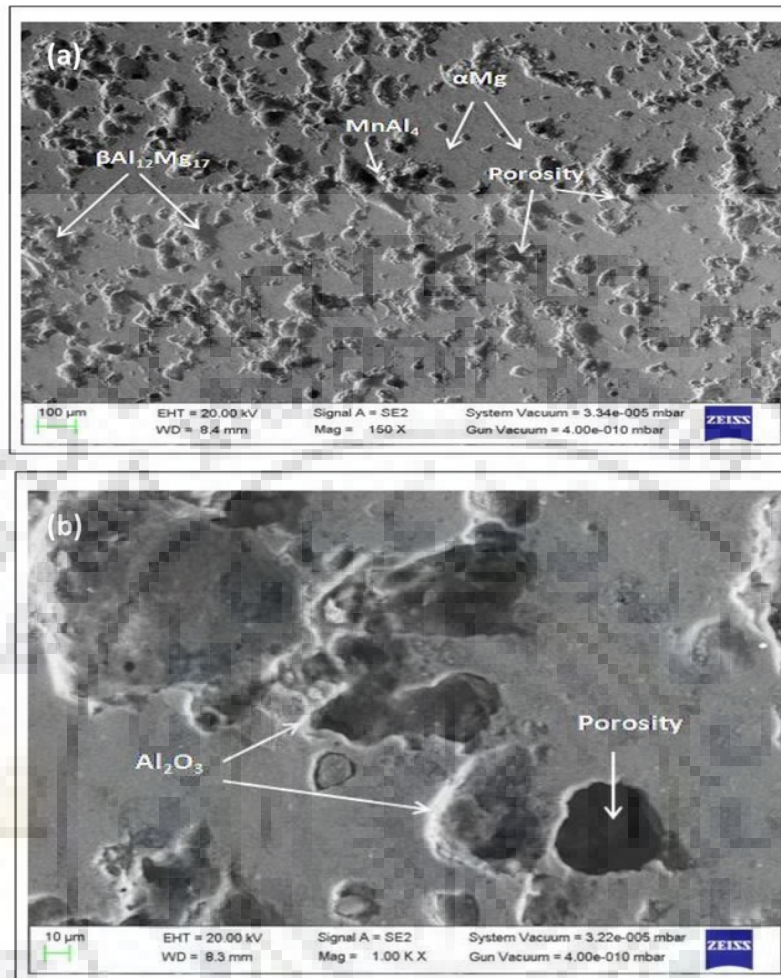 (a)
αMg
MnAl₄
βAl₁₂Mg₁₇
Porosity
100 µm EHT = 20.00 kV Signal A = SE2 System Vacuum = 3.34e-005 mbar ZEISS
WD = 8.4 mm Mag = 150 X Gun Vacuum = 4.00e-010 mbar
(b)
Porosity
Al₂O₃
10 µm EHT = 20.00 kV Signal A = SE2 System Vacuum = 3.22e-005 mbar ZEISS
WD = 8.3 mm Mag = 1.00 K X Gun Vacuum = 4.00e-010 mbar